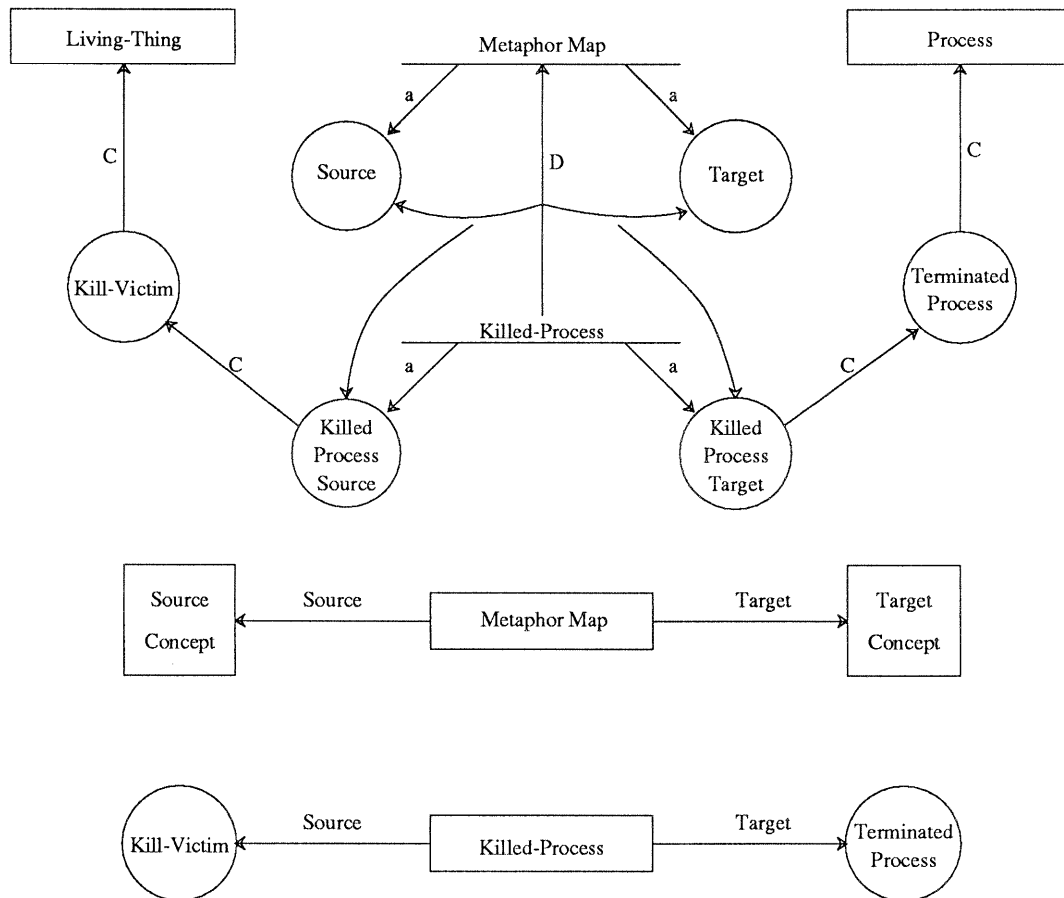 Living-Thing
Metaphor Map
Process
a
a
C
D
C
Source
Target
Kill-Victim
Terminated
Process
Killed-Process
C
a
a
C
Killed
Process
Source
Killed
Process
Target
Source
Concept
Source
Metaphor Map
Target
Target
Concept
Kill-Victim
Source
Killed-Process
Target
Terminated
Process